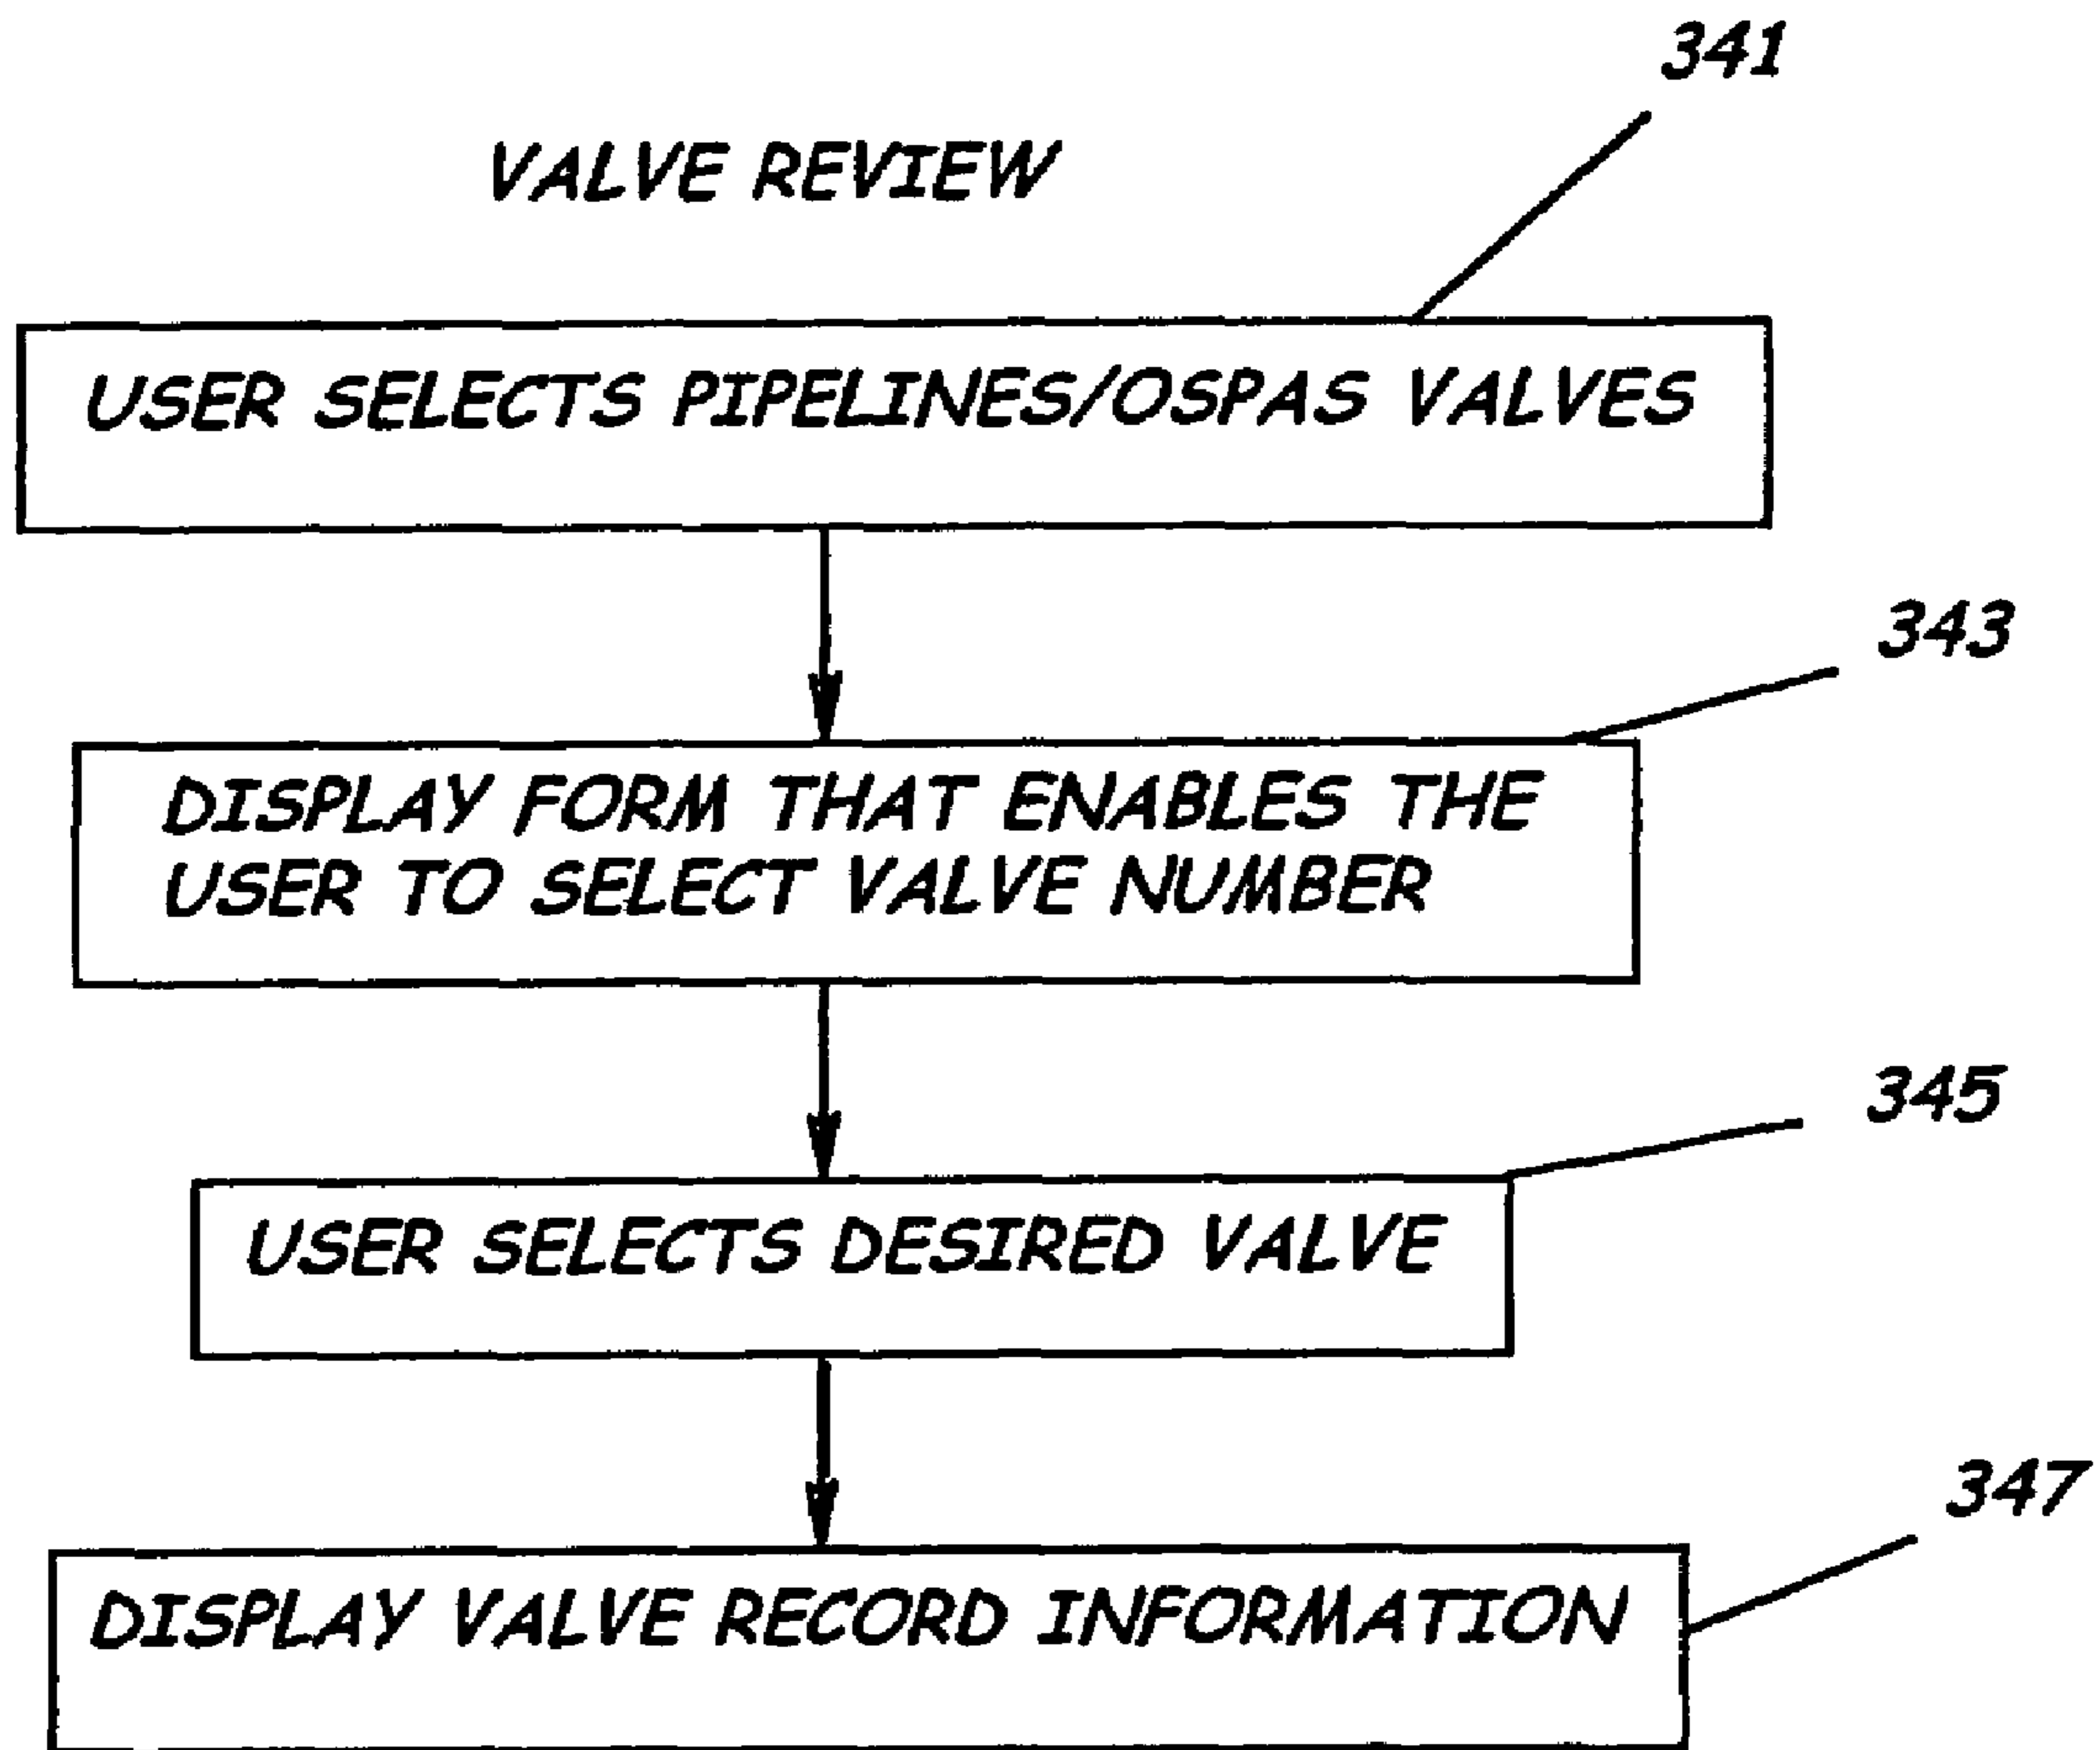 341
VALVE REVIEW
USER SELECTS PIPELINES/OSPAS VALVES
343
DISPLAY FORM THAT ENABLES THE
USER TO SELECT VALVE NUMBER
345
USER SELECTS DESIRED VALVE
347
DISPLAY VALVE RECORD INFORMATION